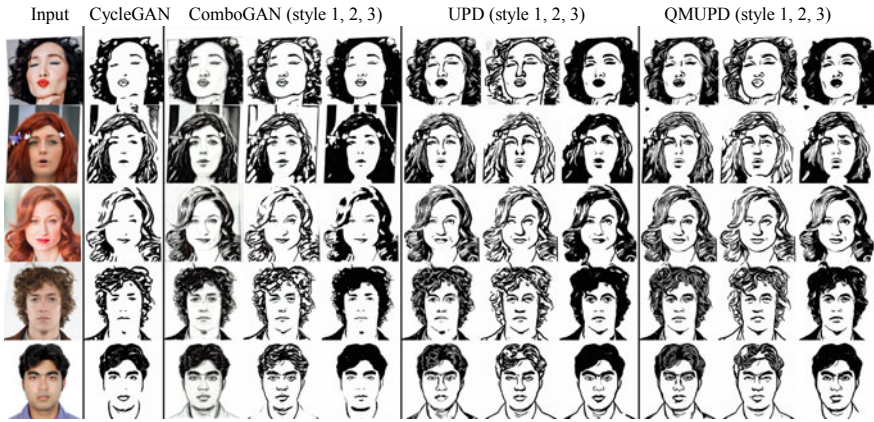 Input CycleGAN ComboGAN (style 1, 2, 3) UPD (style 1, 2, 3) QMUPD (style 1, 2, 3)